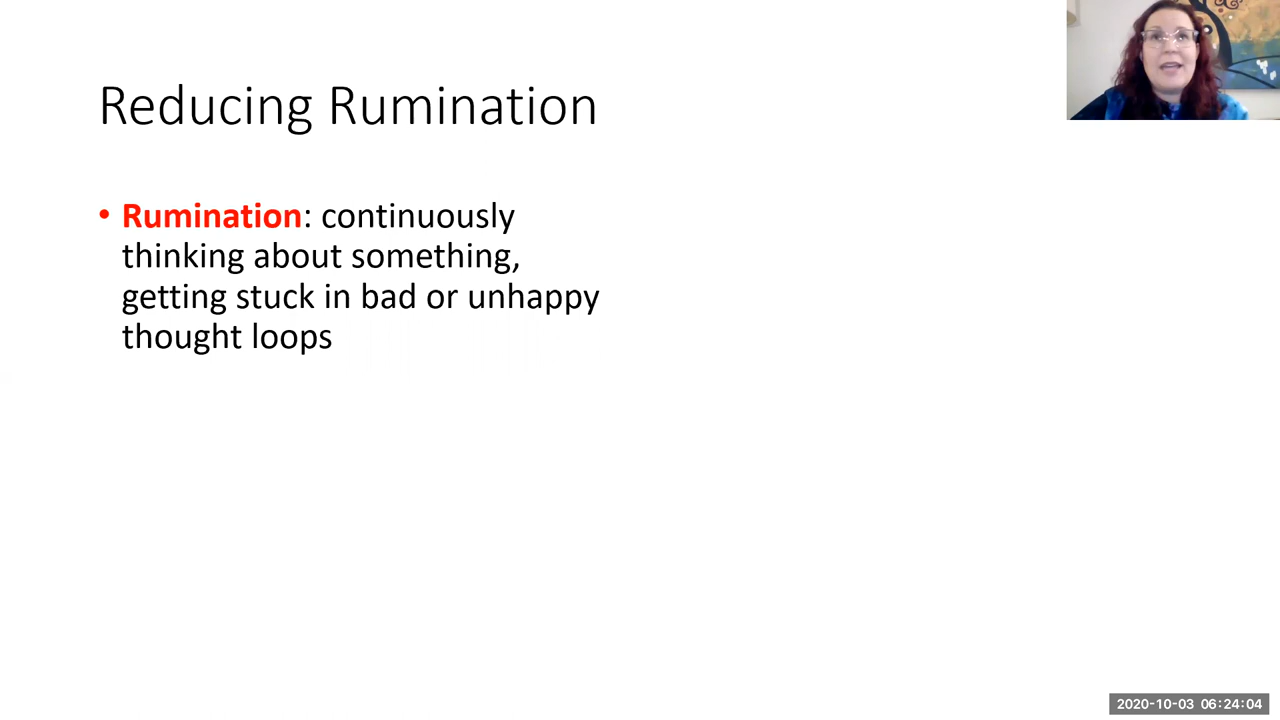 Reducing Rumination
• Rumination: continuously
thinking about something,
getting stuck in bad or unhappy
thought loops
2020-10-03 06:24:04